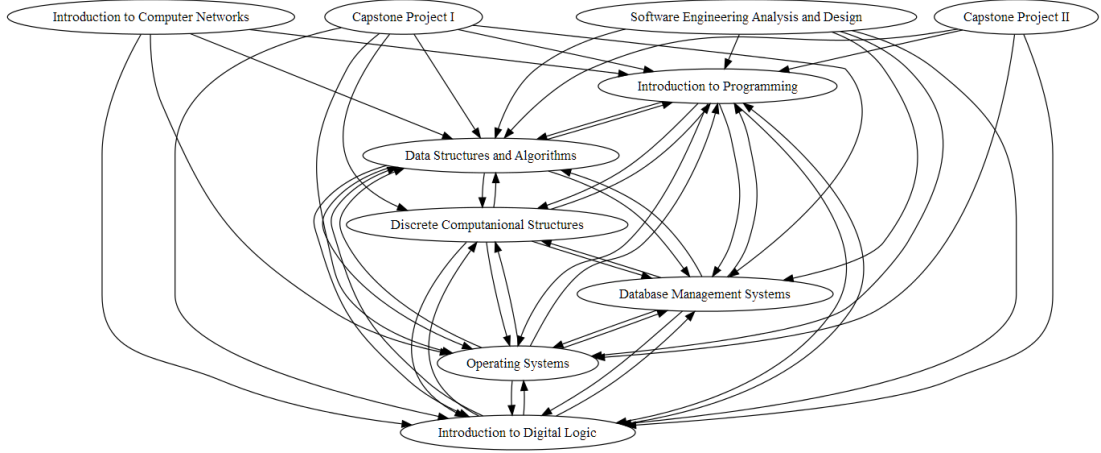 Introduction to Computer Networks
Capstone Project I
Software Engineering Analysis and Design
Capstone Project II
Introduction to Programming
Data Structures and Algorithms
Discrete Computanional Structures
Database Management Systems
Operating Systems
Introduction to Digital Logic